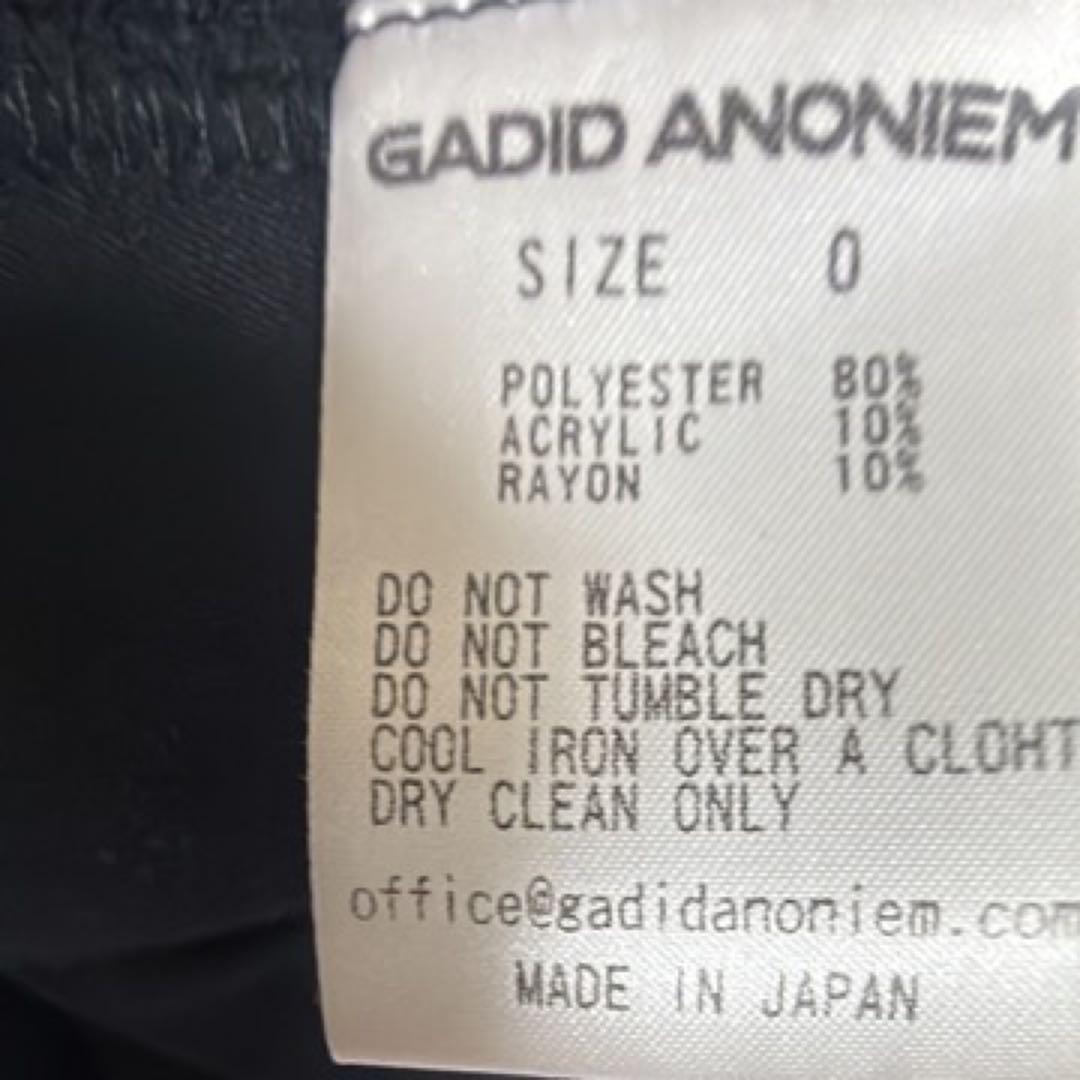 GADID ANONIEM
SIZE 0
POLYESTER 80%
ACRYLIC 10%
RAYON 10%
DO NOT WASH
DO NOT BLEACH
DO NOT TUMBLE DRY
COOL IRON OVER A CLOHT
DRY CLEAN ONLY
office@gadidanoniem.com
MADE IN JAPAN